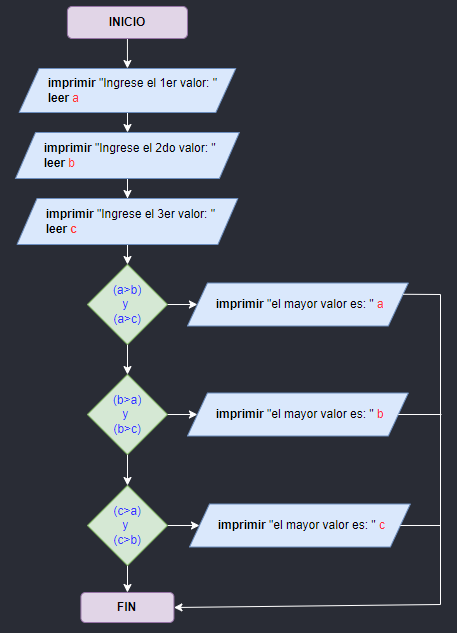 INICIO
imprimir "Ingrese el 1er valor: "
leer a
imprimir "Ingrese el 2do valor: "
leer b
imprimir "Ingrese el 3er valor: "
leer c
(a>b)
y
(a>c)
imprimir "el mayor valor es: " a
(b>a)
y
(b>c)
imprimir "el mayor valor es: " b
(c>a)
y
(c>b)
imprimir "el mayor valor es: " c
FIN